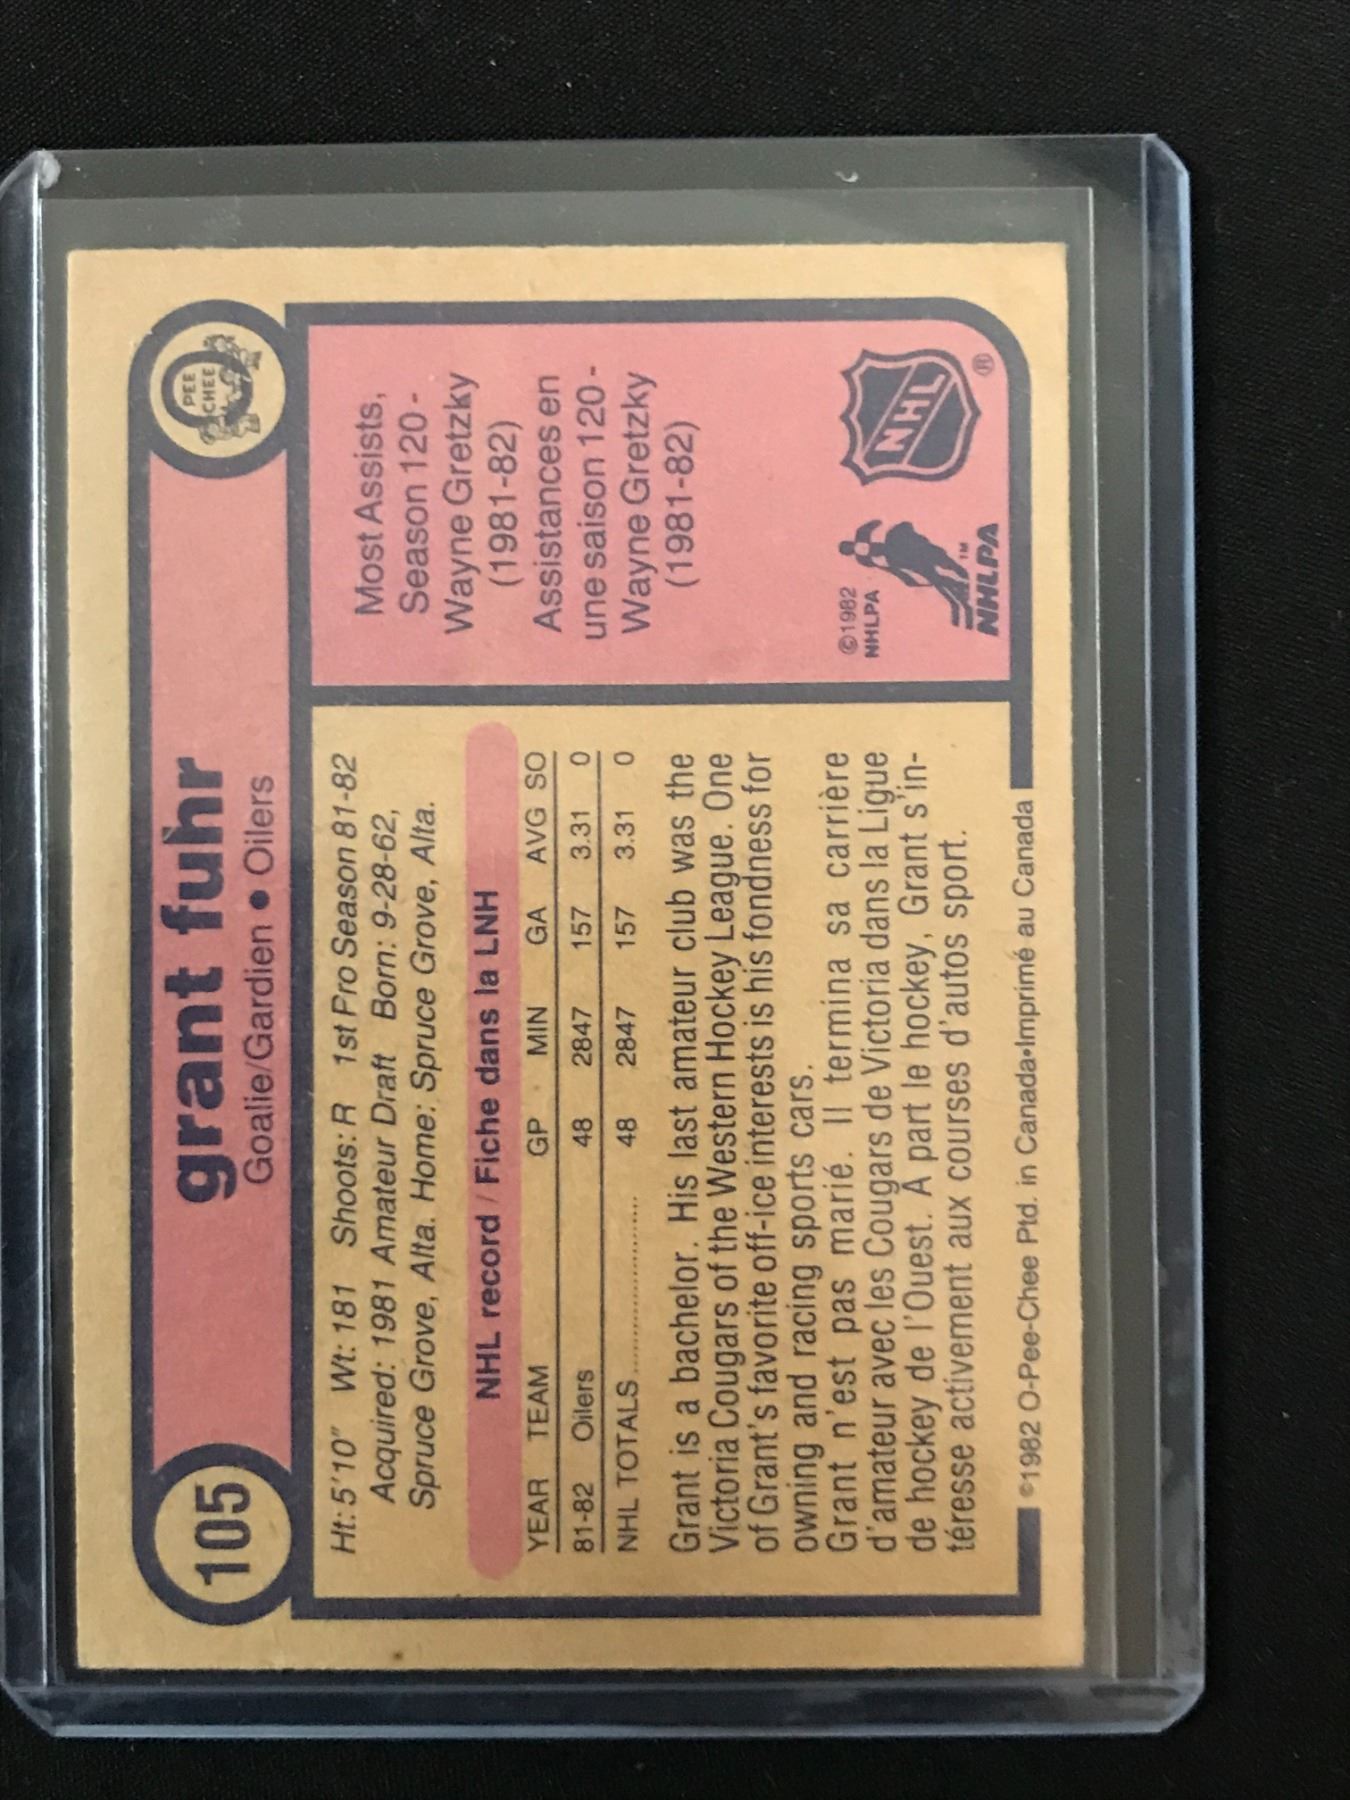 105
grant fuhr
Goalie/Gardien • Oilers
PEE
CHEE
Ht: 5'10" Wt: 181 Shoots: R 1st Pro Season 81-82
Acquired: 1981 Amateur Draft Born: 9-28-62,
Spruce Grove, Alta. Home: Spruce Grove, Alta.
NHL record / Fiche dans la LNH
YEAR TEAM GP MIN GA AVG SO
81-82 Oilers 48 2847 157 3.31 0
NHL TOTALS.................... 48 2847 157 3.31 0
Grant is a bachelor. His last amateur club was the
Victoria Cougars of the Western Hockey League. One
of Grant's favorite off-ice interests is his fondness for
owning and racing sports cars.
Grant n'est pas marié. Il termina sa carrière
d'amateur avec les Cougars de Victoria dans la Ligue
de hockey de l'Ouest. À part le hockey, Grant s'in-
téresse activement aux courses d'autos sport.
Most Assists,
Season 120 -
Wayne Gretzky
(1981-82)
Assistances en
une saison 120 -
Wayne Gretzky
(1981-82)
©1982
NHLPA
™
NHLPA
NHL
®
©1982 O-Pee-Chee Ptd. in Canada•Imprimé au Canada